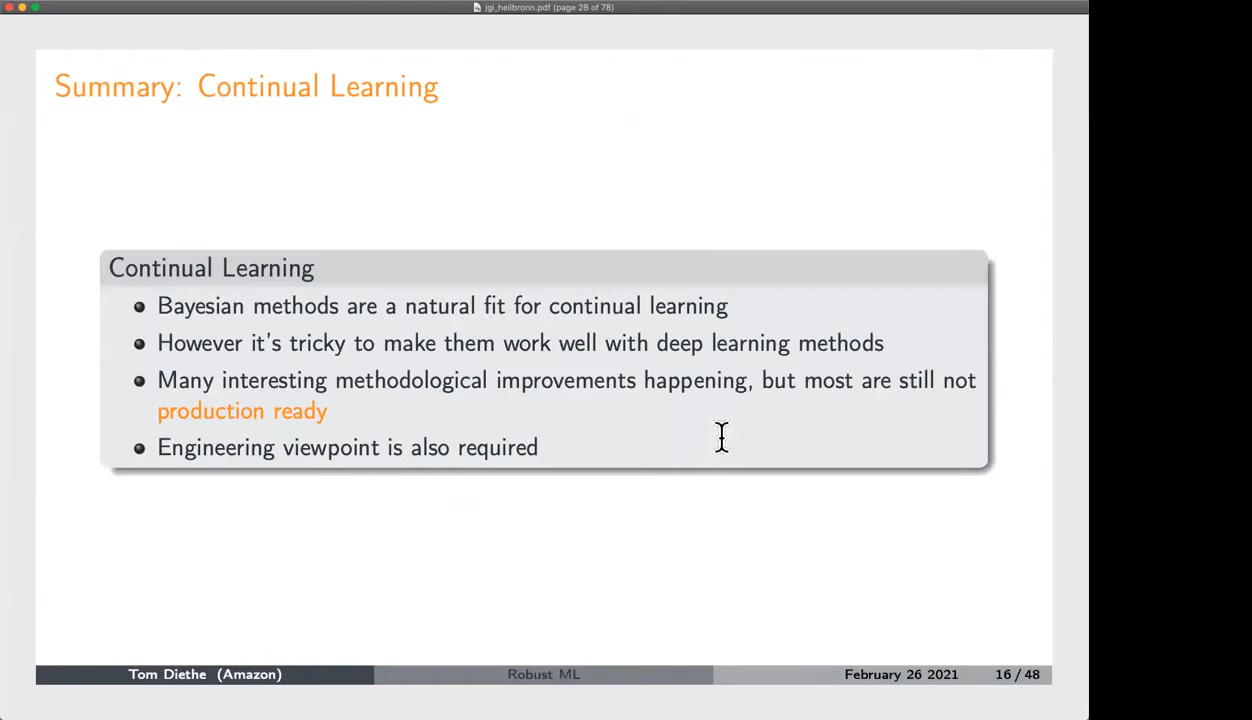 jgi_heilbronn.pdf (page 28 of 78)
Summary: Continual Learning
Continual Learning
Bayesian methods are a natural fit for continual learning
However it's tricky to make them work well with deep learning methods
Many interesting methodological improvements happening, but most are still not
production ready
Engineering viewpoint is also required
Tom Diethe (Amazon) Robust ML February 26 2021 16 / 48